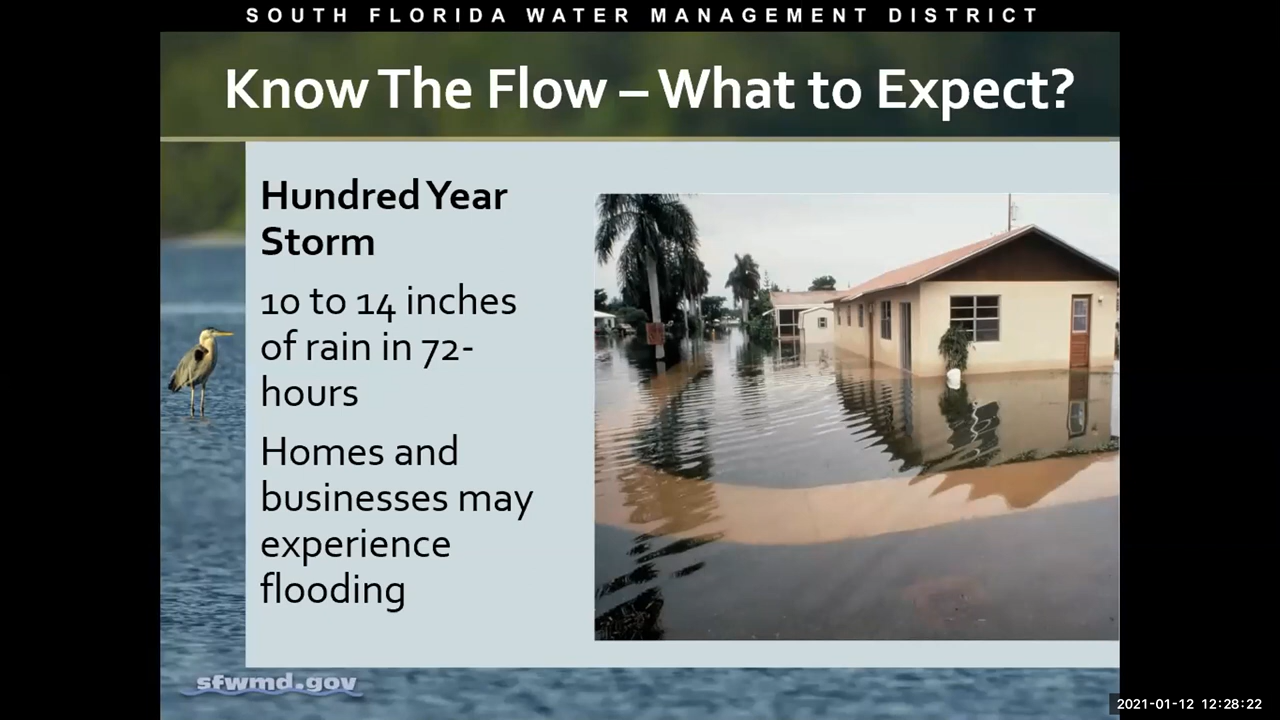 SOUTH FLORIDA WATER MANAGEMENT DISTRICT
Know The Flow – What to Expect?
Hundred Year
Storm
10 to 14 inches
of rain in 72-
hours
Homes and
businesses may
experience
flooding
sfwmd.gov
2021-01-12 12:28:22